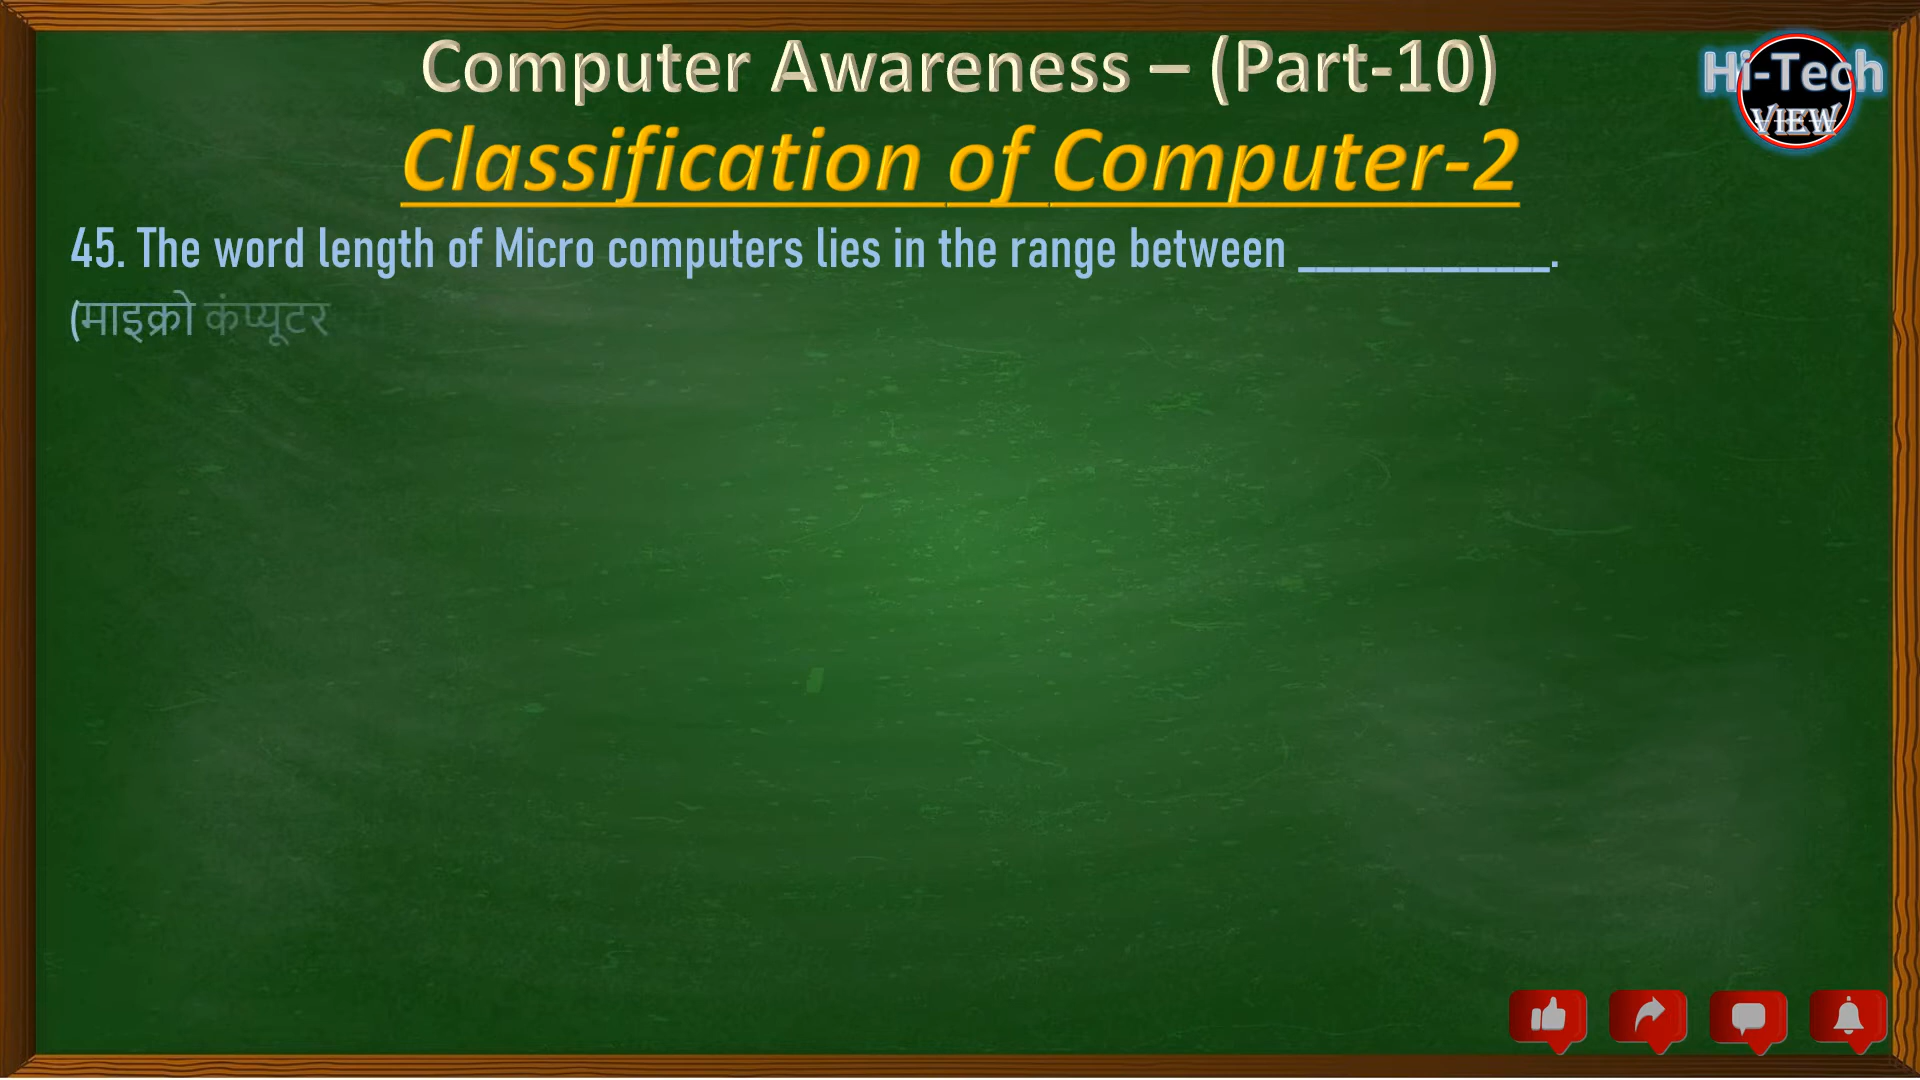 Computer Awareness – (Part-10)
Hi-Tech
VIEW
Classification of Computer-2
45. The word length of Micro computers lies in the range between ______________.
(माइक्रो कंप्यूटर